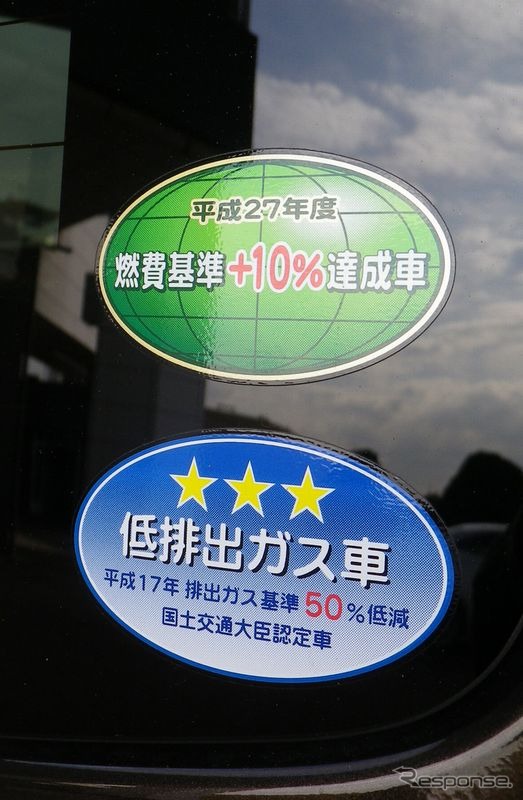 平成27年度
燃費基準+10%達成車
低排出ガス車
平成17年 排出ガス基準 50%低減
国土交通大臣認定車
Response.